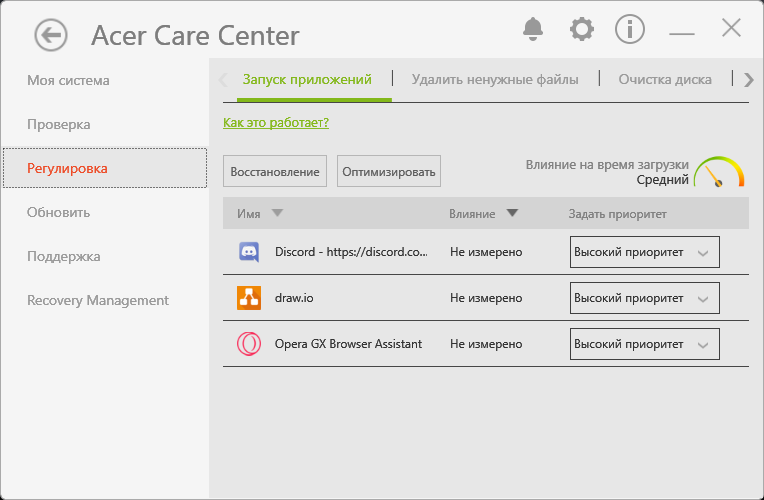 Acer Care Center
Моя система
Проверка
Регулировка
Обновить
Поддержка
Recovery Management
Запуск приложений
Удалить ненужные файлы
Очистка диска
Как это работает?
Восстановление
Оптимизировать
Влияние на время загрузки
Средний
Имя Влияние Задать приоритет
Discord - https://discord.co... Не измерено Высокий приоритет
draw.io Не измерено Высокий приоритет
Opera GX Browser Assistant Не измерено Высокий приоритет